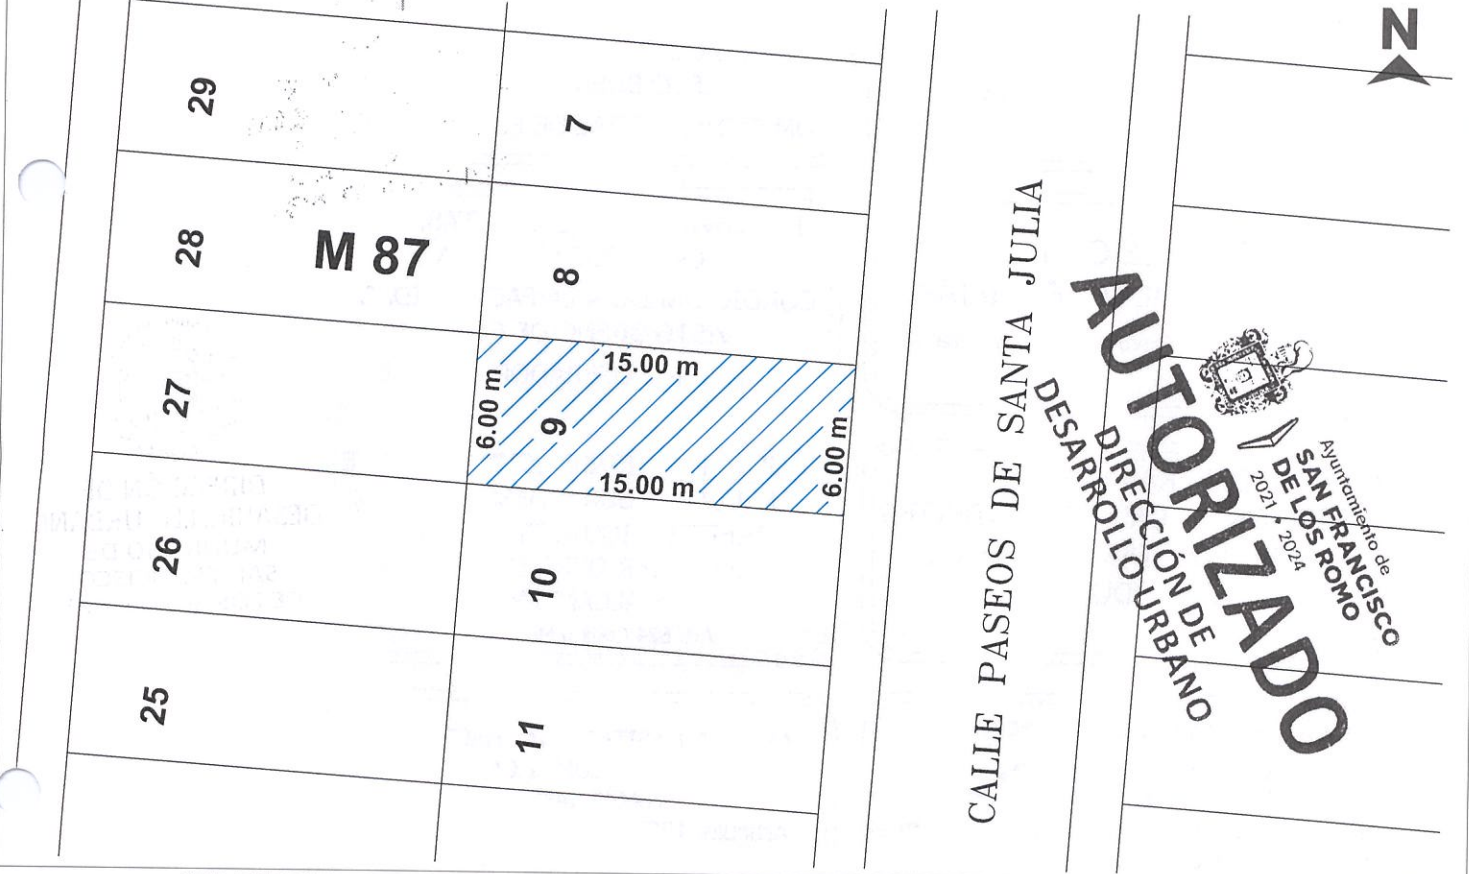 N
29
7
28
M 87
8
27
15.00 m
6.00 m
9
6.00 m
15.00 m
26
10
25
11
CALLE PASEOS DE SANTA JULIA
Ayuntamiento de
SAN FRANCISCO
DE LOS ROMO
2021 • 2024
AUTORIZADO
DIRECCIÓN DE
DESARROLLO URBANO